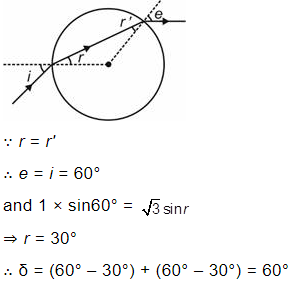 r'
e
r
i
∵ r = r'
∴ e = i = 60°
and 1 × sin60° = √3 sinr
⇒ r = 30°
∴ δ = (60° – 30°) + (60° – 30°) = 60°